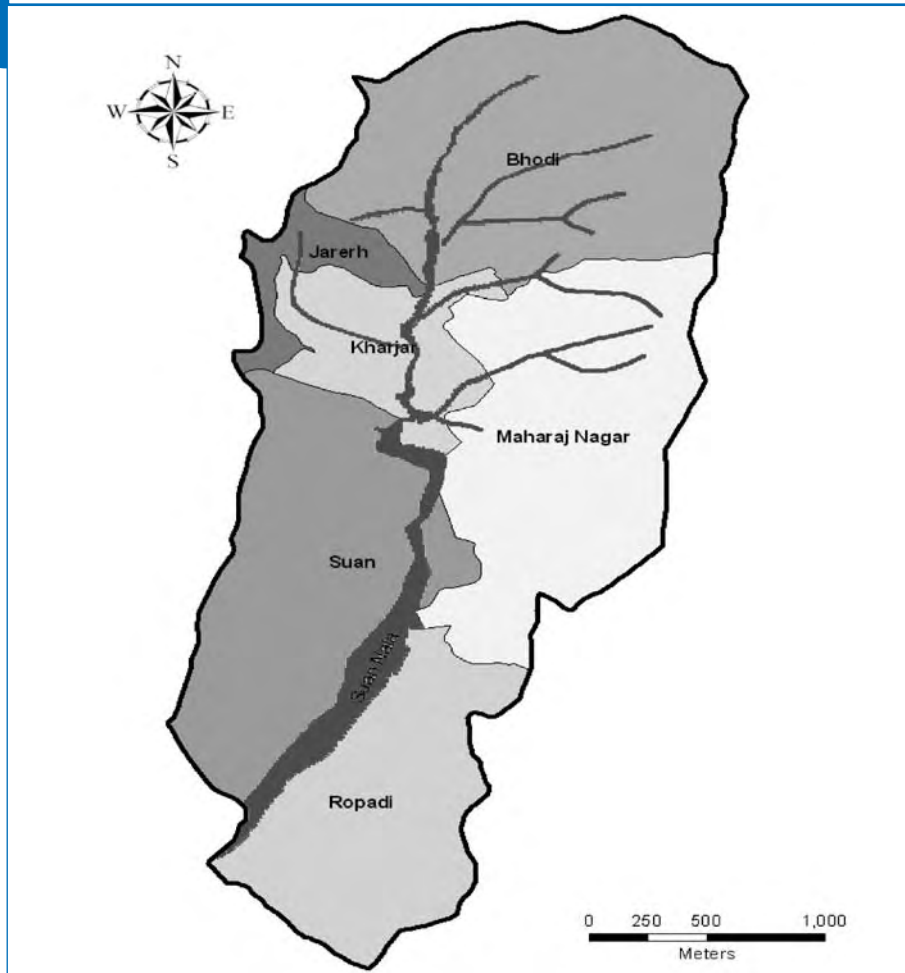 N
W E
S
Bhodi
Jarerh
Kharjar
Maharaj Nagar
Suan
Suan Nala
Ropadi
0 250 500 1,000
Meters